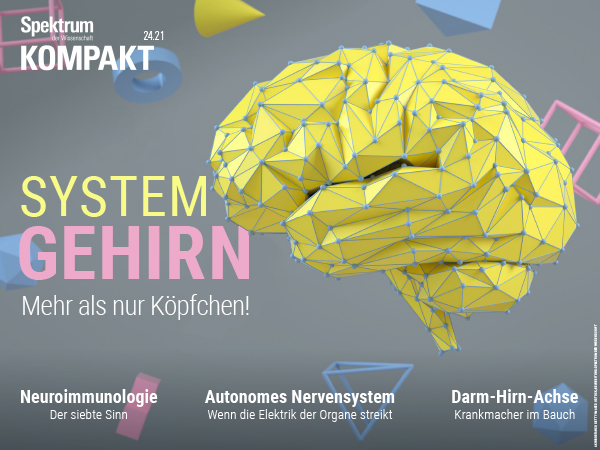 Spektrum
der Wissenschaft
24.21
KOMPAKT
SYSTEM
GEHIRN
Mehr als nur Köpfchen!
Neuroimmunologie
Der siebte Sinn
Autonomes Nervensystem
Wenn die Elektrik der Organe streikt
Darm-Hirn-Achse
Krankmacher im Bauch